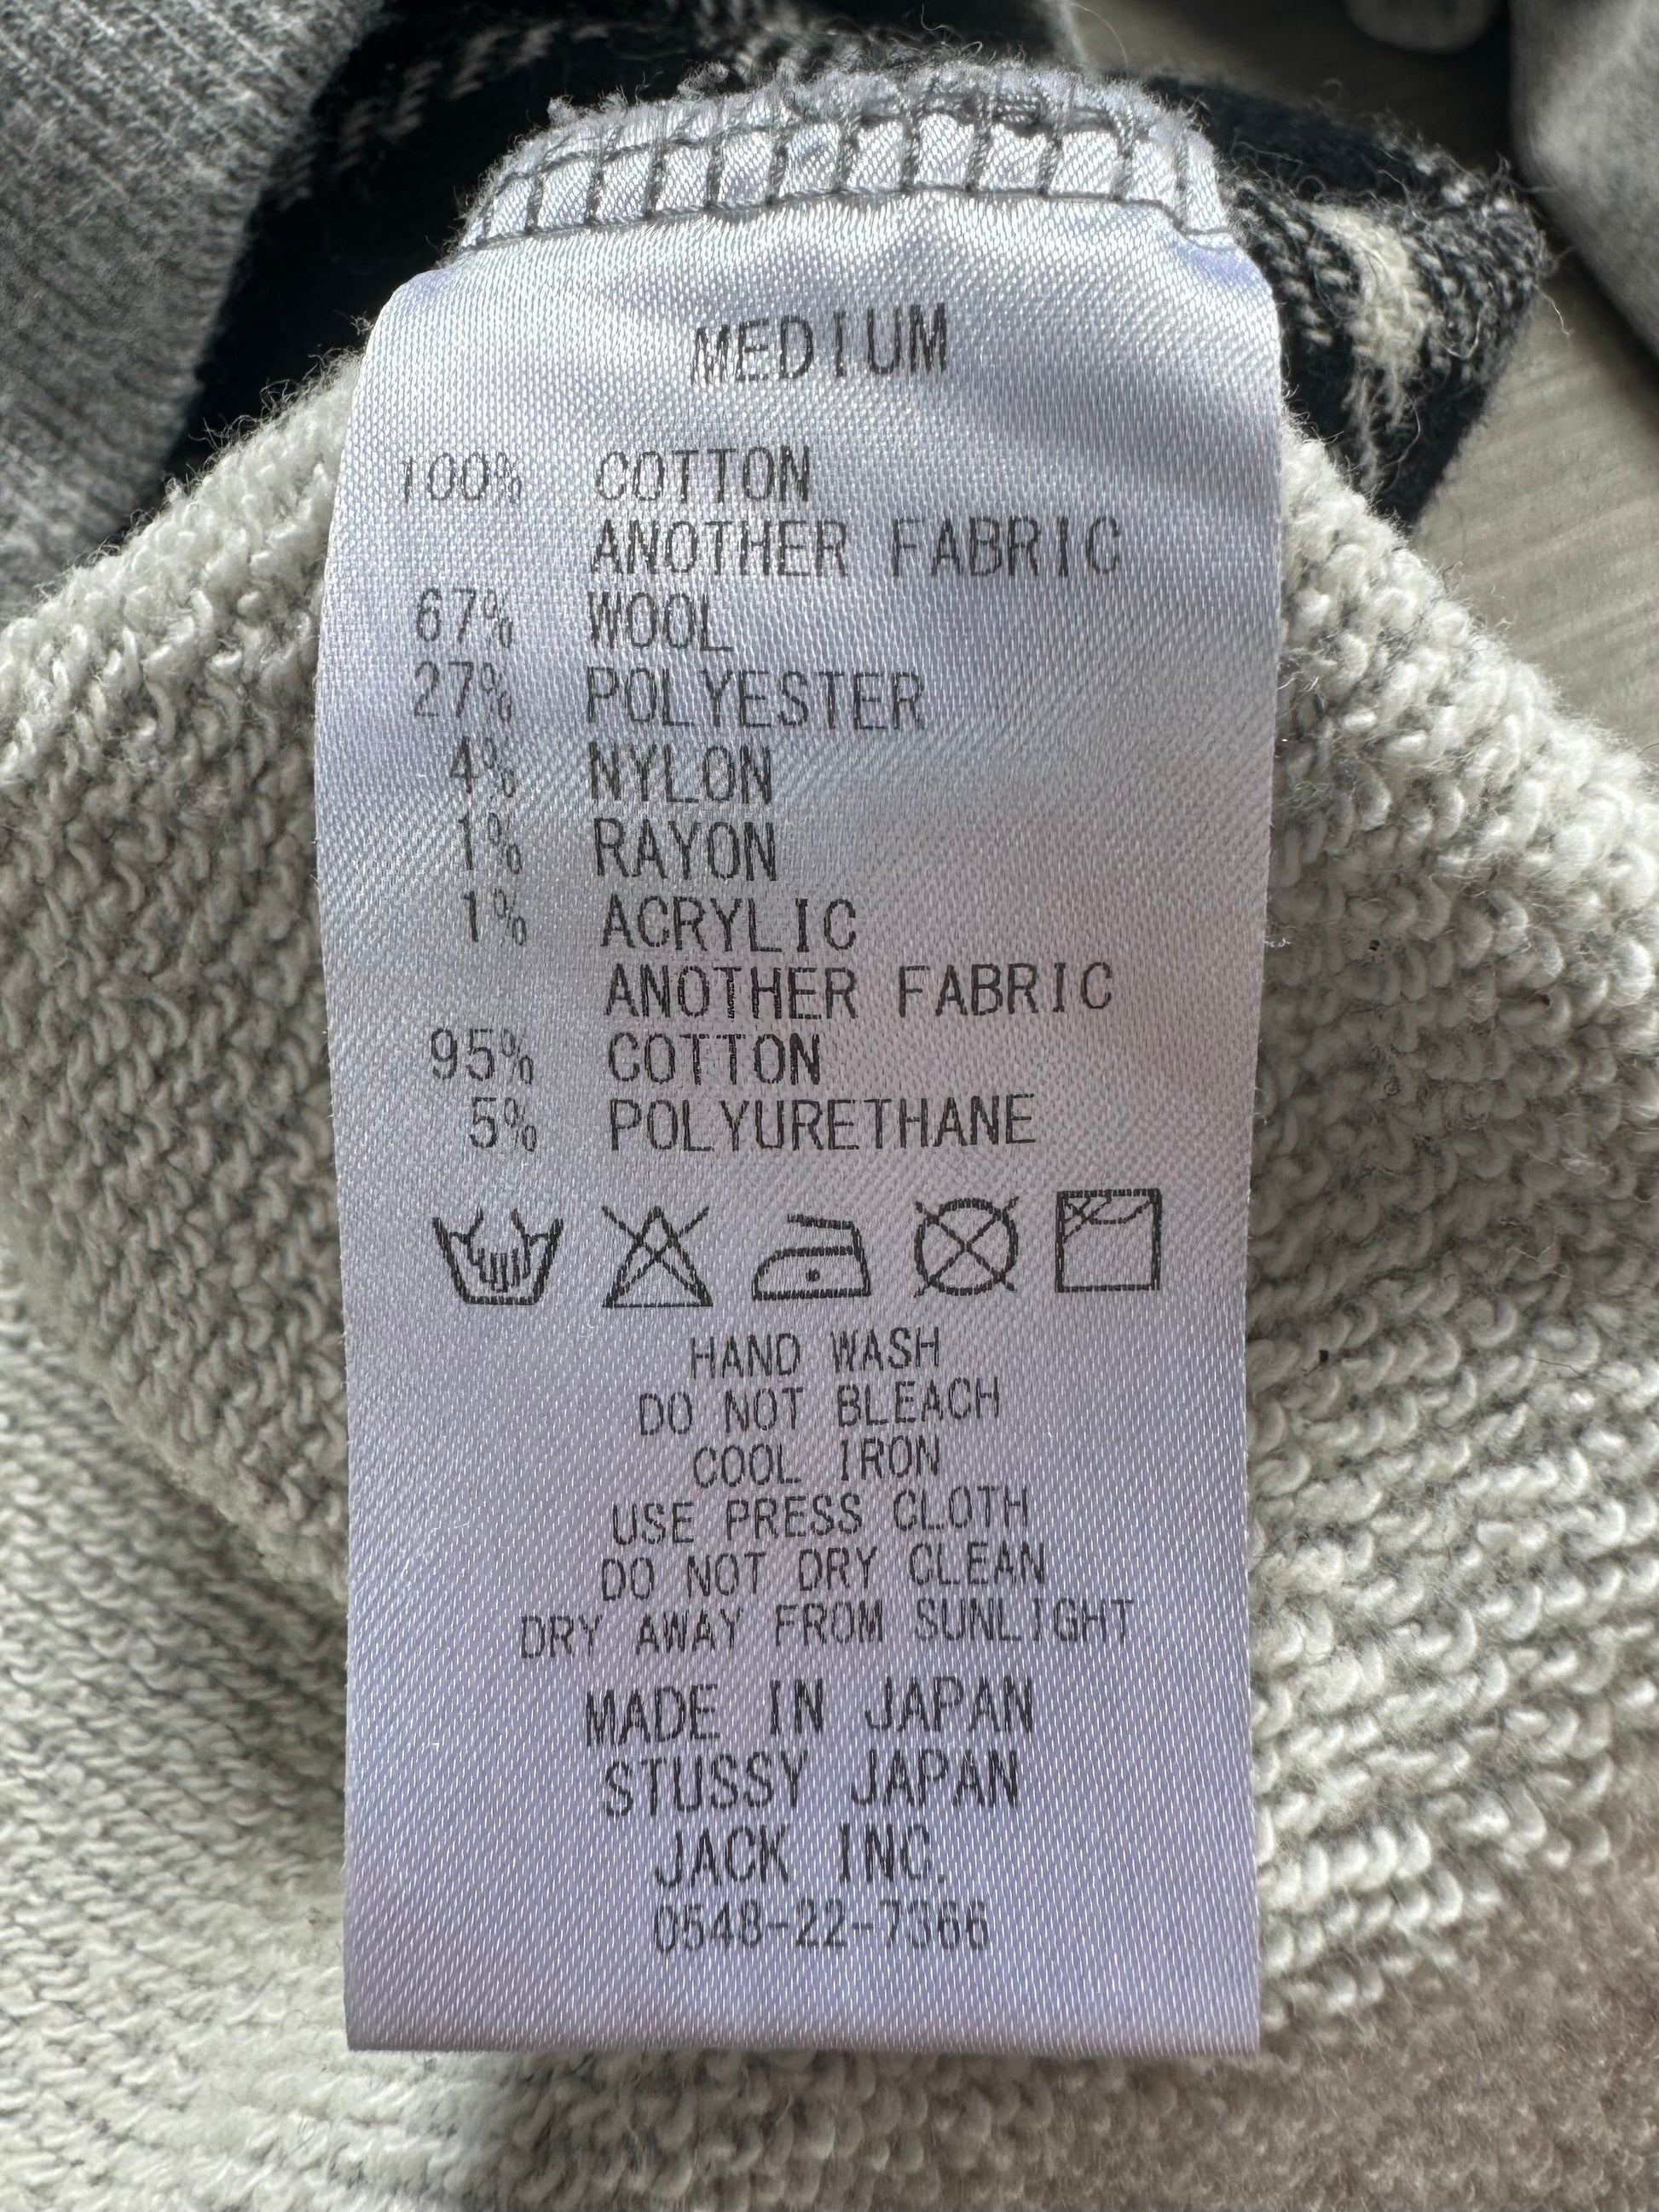 MEDIUM
100% COTTON
ANOTHER FABRIC
67% WOOL
27% POLYESTER
4% NYLON
1% RAYON
1% ACRYLIC
ANOTHER FABRIC
95% COTTON
5% POLYURETHANE
HAND WASH
DO NOT BLEACH
COOL IRON
USE PRESS CLOTH
DO NOT DRY CLEAN
DRY AWAY FROM SUNLIGHT
MADE IN JAPAN
STUSSY JAPAN
JACK INC.
0548-22-7366